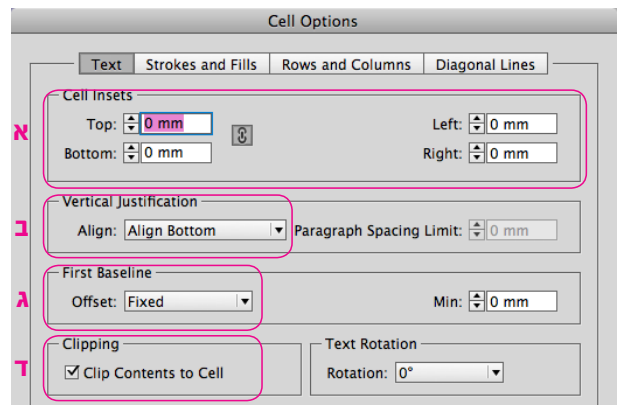 Cell Options
Text Strokes and Fills Rows and Columns Diagonal Lines
Cell Insets
א Top: 0 mm Left: 0 mm
Bottom: 0 mm Right: 0 mm
Vertical Justification
ב Align: Align Bottom Paragraph Spacing Limit: 0 mm
First Baseline
ג Offset: Fixed Min: 0 mm
Clipping Text Rotation
ד Clip Contents to Cell Rotation: 0°